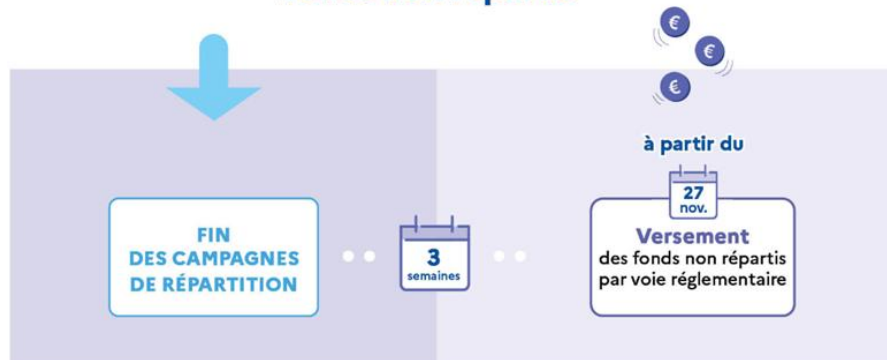 €
€
€
à partir du
27
nov.
FIN
DES CAMPAGNES
DE RÉPARTITION
3
semaines
Versement
des fonds non répartis
par voie réglementaire